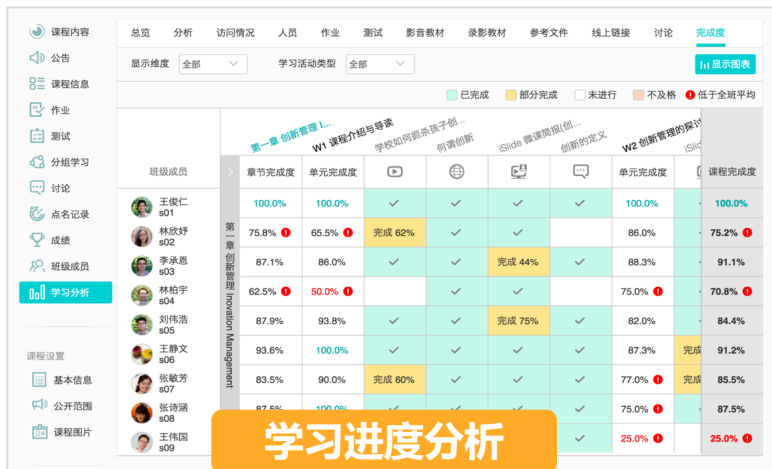 课程内容
公告
课程信息
作业
测试
分组学习
讨论
点名记录
成绩
班级成员
学习分析
课程设置
基本信息
公开范围
课程图片
总览 分析 访问情况 人员 作业 测试 影音教材 录影教材 参考文件 线上链接 讨论 完成度
显示维度 全部 学习活动类型 全部 显示图表
已完成 部分完成 未进行 不及格 低于全班平均
第一章 创新管理 I... W1 课程介绍与导读 学校如何扼杀孩子创... 何谓创新 iSlide 微课简报(创... 创新的定义 W2 创新管理的探讨
班级成员 章节完成度 单元完成度 单元完成度 课程完成度
第一章 创新管理 Inovation Management
王俊仁 s01 100.0% 100.0% 100.0% 100.0%
林欣妤 s02 75.8% 65.5% 完成 62% 86.0% 75.2%
李承恩 s03 87.1% 86.0% 完成 44% 88.3% 91.1%
林柏宇 s04 62.5% 50.0% 75.0% 70.8%
刘伟浩 s05 87.9% 93.8% 完成 75% 82.0% 84.4%
王静文 s06 93.6% 100.0% 87.3% 完成 91.2%
张敏芳 s07 83.5% 90.0% 完成 60% 77.0% 完成 85.5%
张诗涵 s08 87.5% 100.0% 75.0% 87.5%
王伟国 s09 25.0% 25.0%
学习进度分析